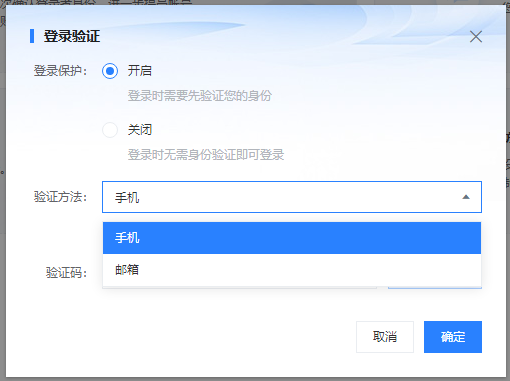 登录验证
登录保护：
开启
登录时需要先验证您的身份
关闭
登录时无需身份验证即可登录
验证方法：
手机
手机
邮箱
验证码：
取消
确定